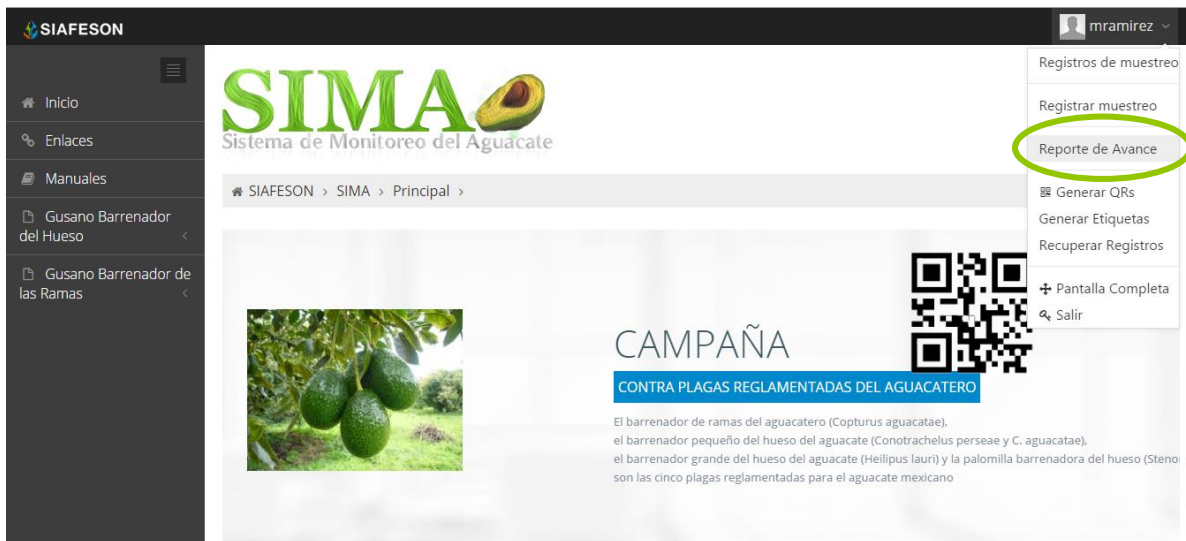 SIAFESON
mramirez
Inicio
Enlaces
Manuales
Gusano Barrenador
del Hueso
Gusano Barrenador de
las Ramas
SIMA
Sistema de Monitoreo del Aguacate
SIAFESON > SIMA > Principal >
Registros de muestreo
Registrar muestreo
Reporte de Avance
Generar QRs
Generar Etiquetas
Recuperar Registros
Pantalla Completa
Salir
CAMPAÑA
CONTRA PLAGAS REGLAMENTADAS DEL AGUACATERO
El barrenador de ramas del aguacatero (Copturus aguacatae),
el barrenador pequeño del hueso del aguacate (Conotrachelus perseae y C. aguacatae),
el barrenador grande del hueso del aguacate (Heilipus lauri) y la palomilla barrenadora del hueso (Steno
son las cinco plagas reglamentadas para el aguacate mexicano